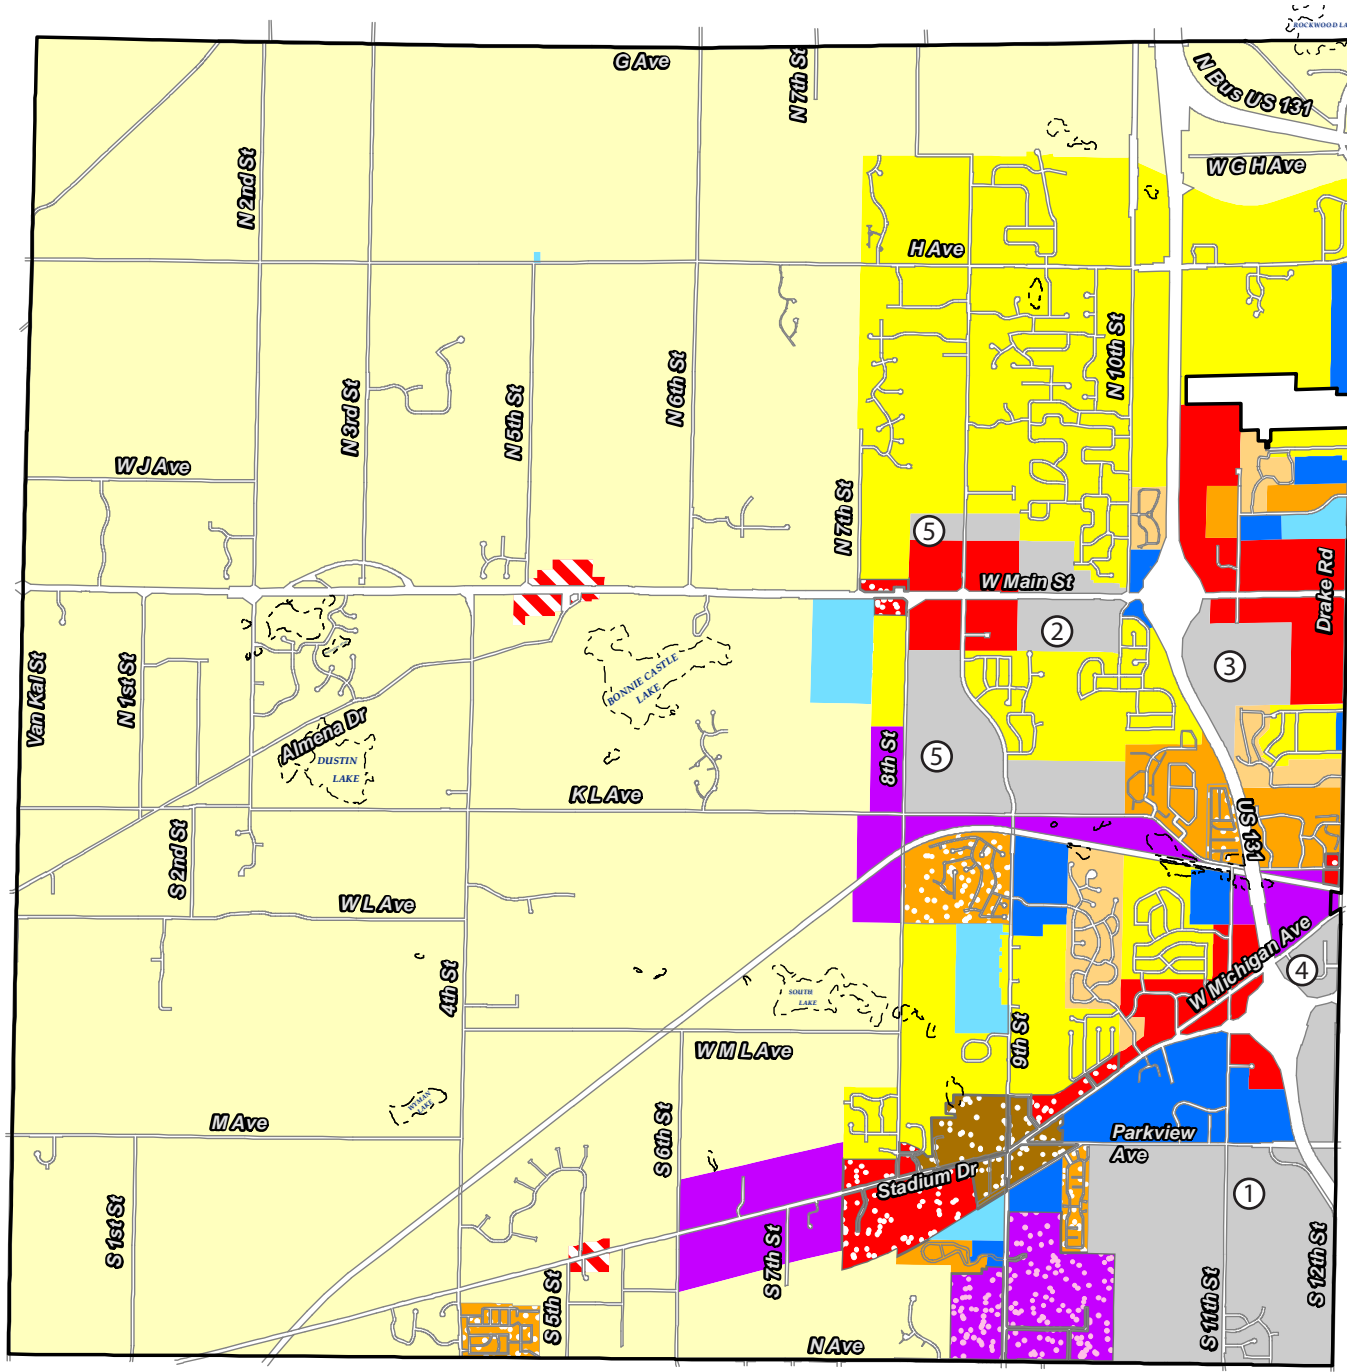 ROCKWOOD LA
G Ave
N 7th St
N Bus US 131
W G H Ave
N 2nd St
H Ave
N 10th St
N 3rd St
N 5th St
N 6th St
W J Ave
N 7th St
5
W Main St
Drake Rd
2
3
Van Kal St
N 1st St
BONNIE CASTLE
LAKE
Almena Dr
DUSTIN
LAKE
8th St
5
K L Ave
US 131
S 2nd St
W L Ave
W Michigan Ave
4
4th St
SOUTH
LAKE
9th St
W M L Ave
WYMAN
LAKE
M Ave
S 6th St
Parkview
Ave
Stadium Dr
1
S 1st St
S 7th St
S 5th St
S 11th St
S 12th St
N Ave